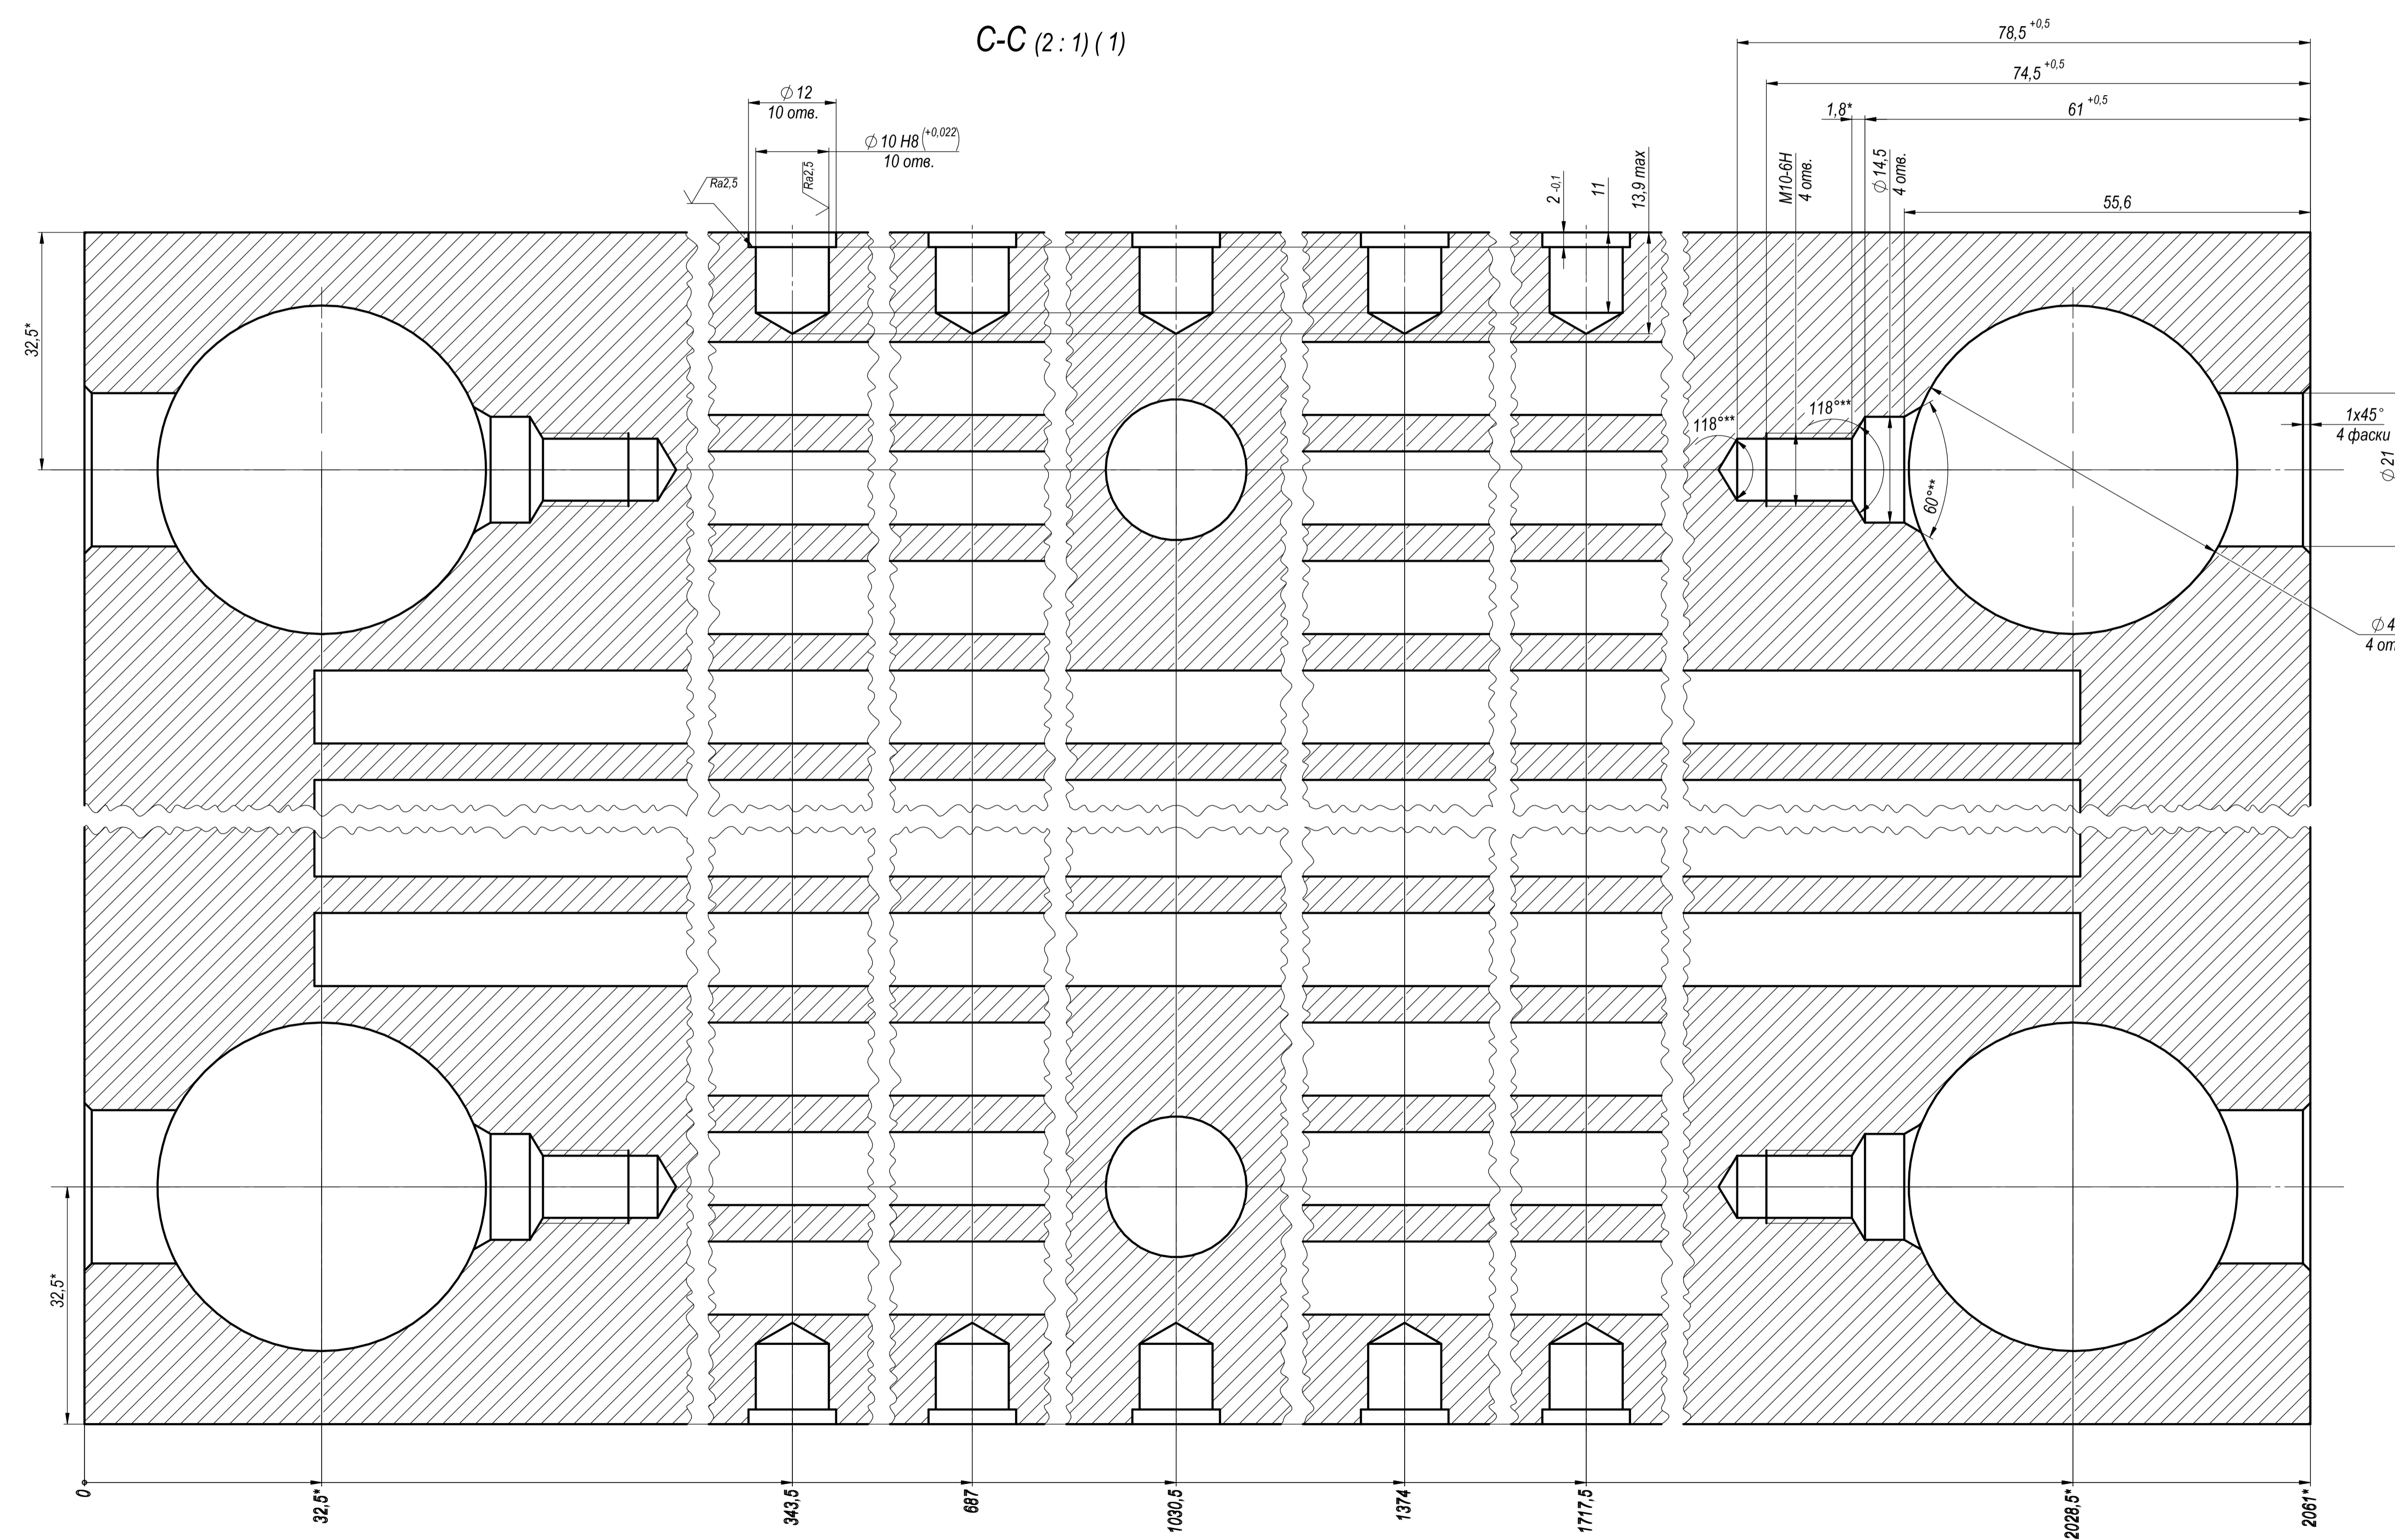 C-C (2 : 1) ( 1)
78,5 +0,5
74,5 +0,5
1,8*
61 +0,5
∅ 12
10 отв.
∅ 10 H8 (+0,022)
10 отв.
Ra2,5
Ra2,5
2 -0,1
11
13,9 max
M10-6H
4 отв.
∅ 14,5
4 отв.
55,6
32,5*
118°**
118°**
60°**
1x45°
4 фаски
∅ 21
∅ 4
4 от
32,5*
0
32,5*
343,5
687
1030,5
1374
1717,5
2028,5*
2061*